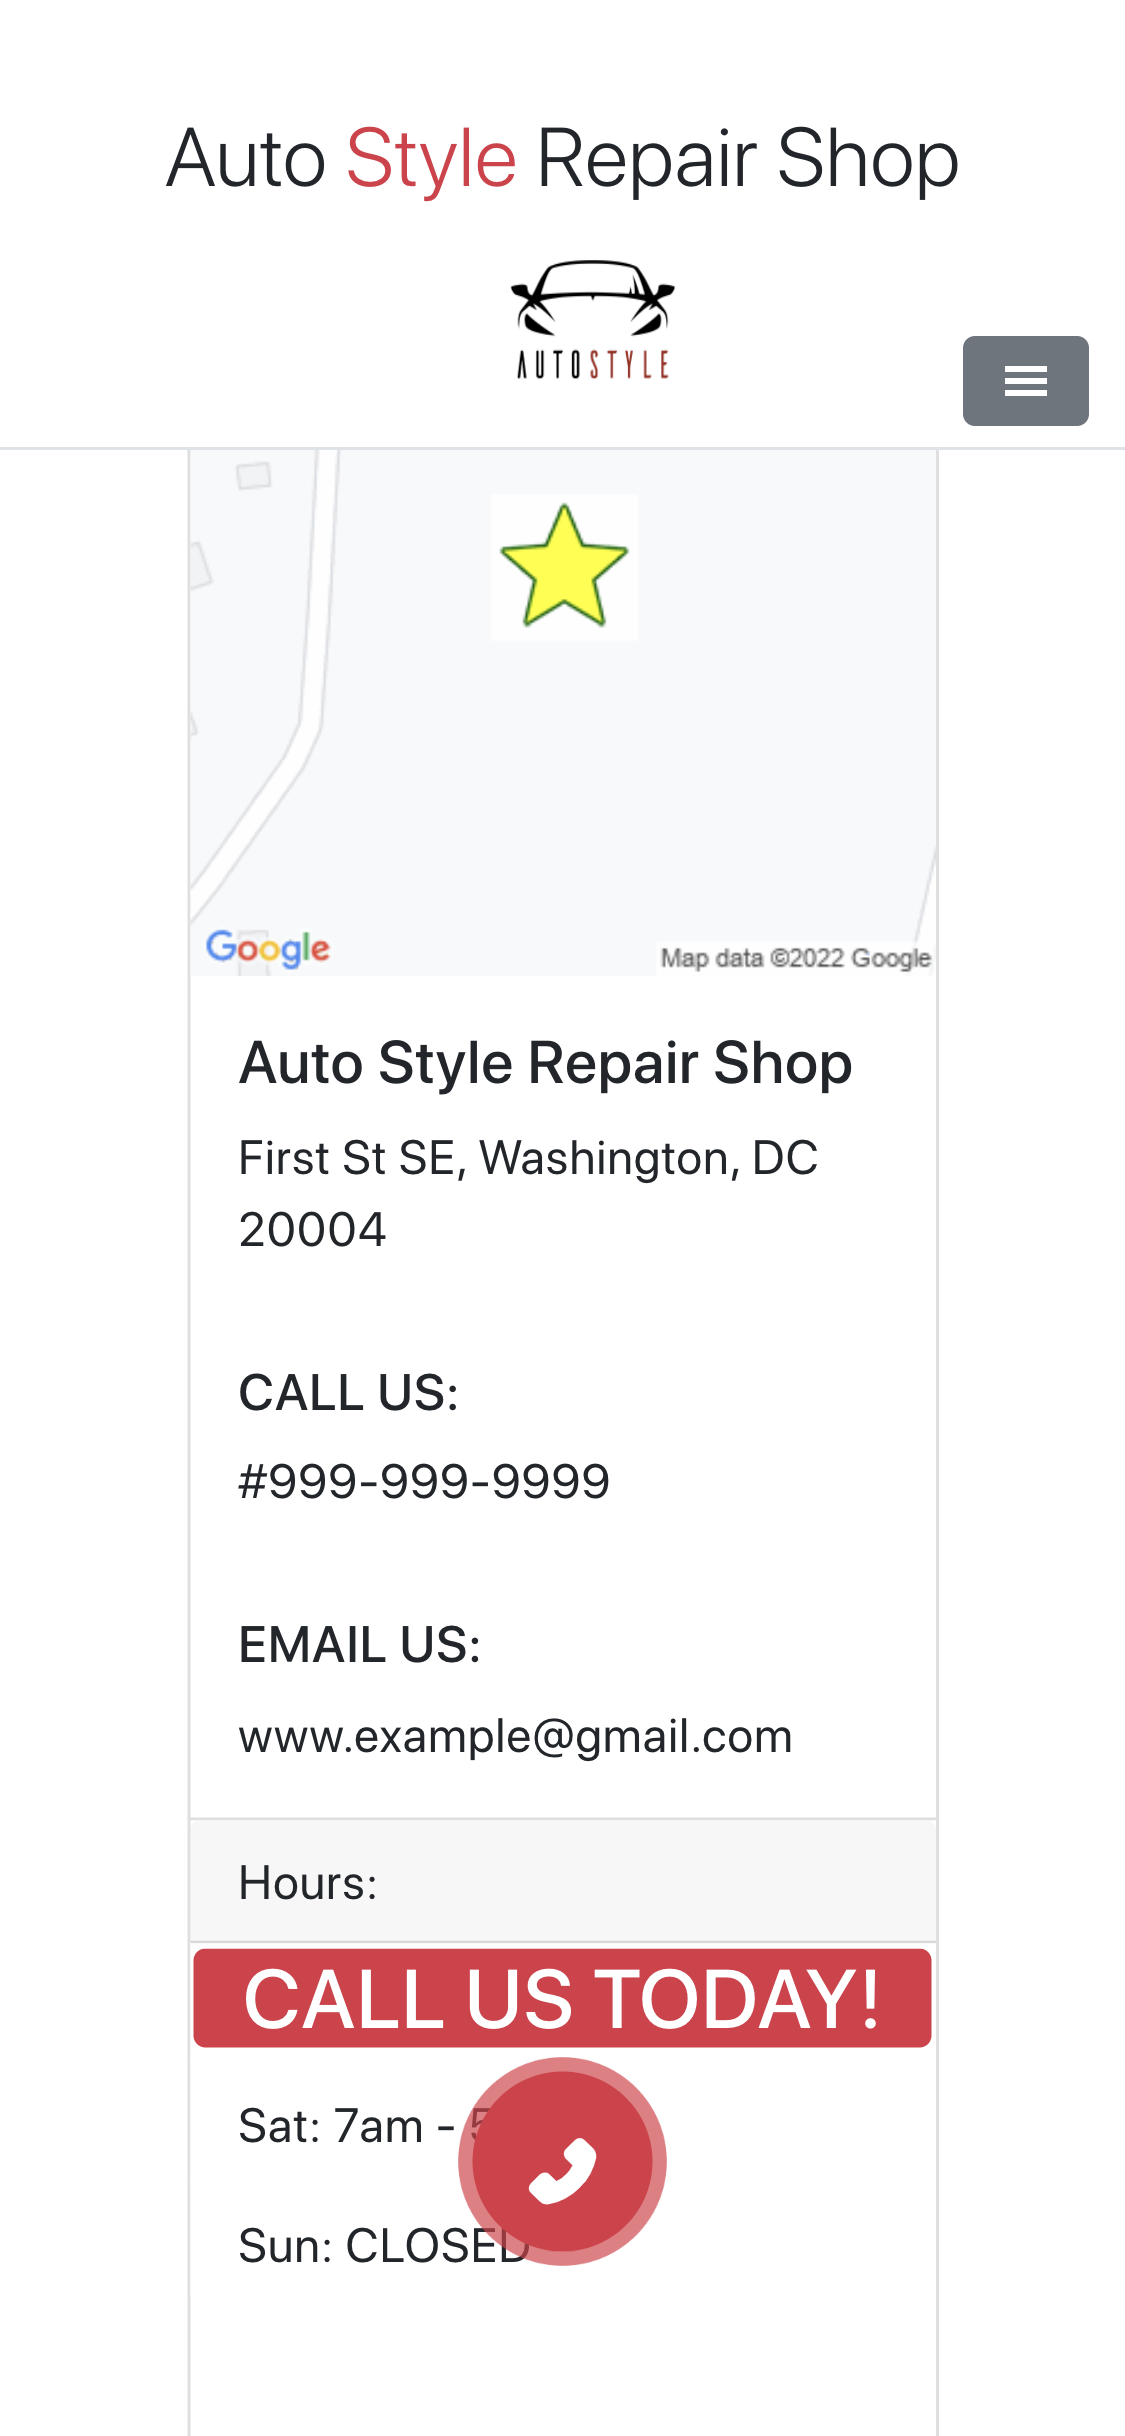 Auto Style Repair Shop
AUTOSTYLE
Google
Map data ©2022 Google
Auto Style Repair Shop
First St SE, Washington, DC
20004
CALL US:
#999-999-9999
EMAIL US:
www.example@gmail.com
Hours:
CALL US TODAY!
Sat: 7am -
Sun: CLOSED